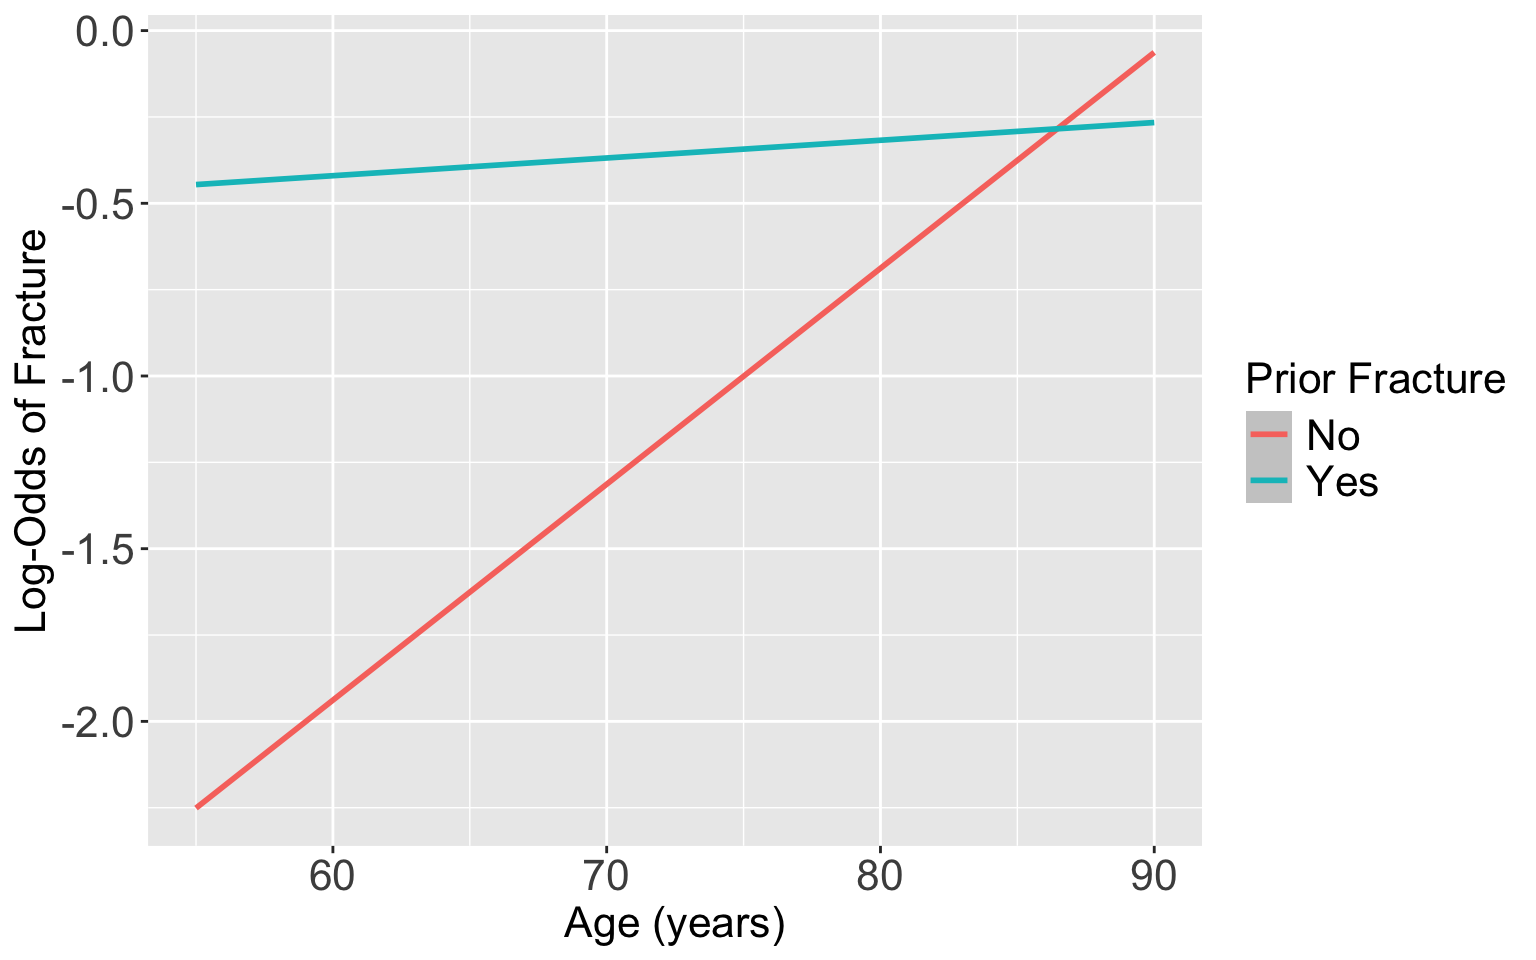 Log-Odds of Fracture
0.0
-0.5
-1.0
-1.5
-2.0
60 70 80 90
Age (years)
Prior Fracture
No
Yes